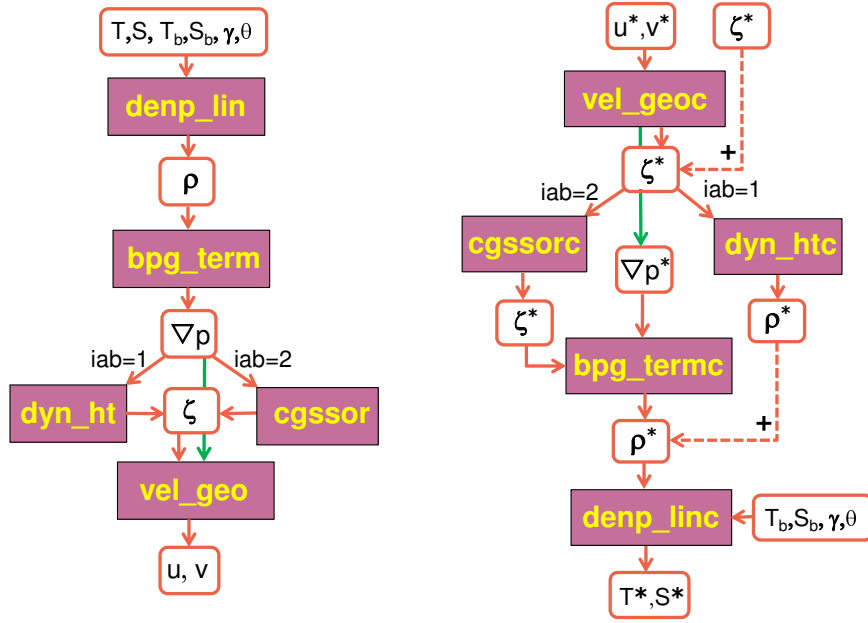 T,S, T_b,S_b, γ,θ
denp_lin
ρ
bpg_term
∇p
iab=1
iab=2
dyn_ht
ζ
cgssor
vel_geo
u, v
u*,v*
ζ*
vel_geoc
+
ζ*
iab=2
iab=1
cgssorc
dyn_htc
∇p*
ζ*
ρ*
bpg_termc
+
ρ*
denp_linc
T_b,S_b, γ,θ
T*,S*